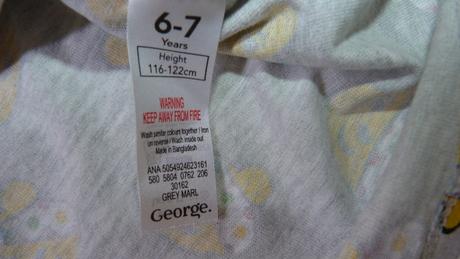 6-7
Years
Height
116-122cm
WARNING
KEEP AWAY FROM FIRE
Wash similar colours together / Iron
on reverse / Wash inside out
Made in Bangladesh
ANA 5054924623161
580 5804 0762 206
30162
GREY MARL
George.